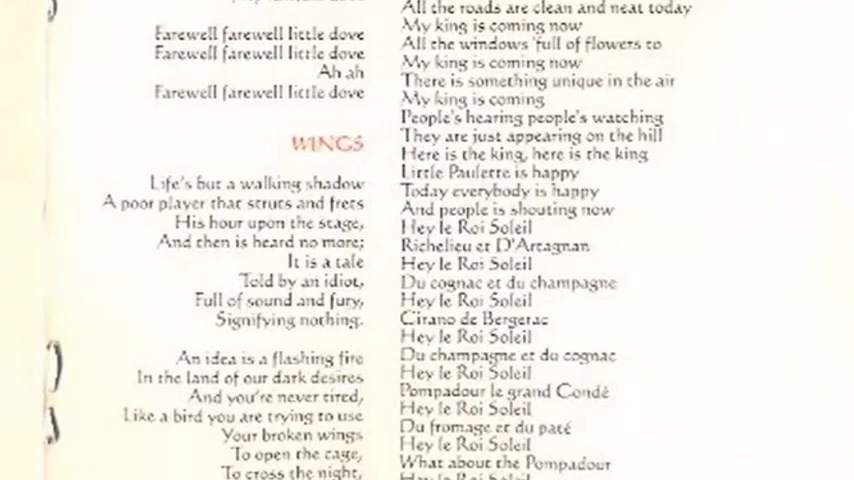 Farewell farewell little dove
Farewell farewell little dove
Ah ah
Farewell farewell little dove
WINGS
Life's but a walking shadow
A poor player that struts and frets
His hour upon the stage,
And then is heard no more;
It is a tale
Told by an idiot,
Full of sound and fury,
Signifying nothing.
An idea is a flashing fire
In the land of our dark desires
And you're never tired,
Like a bird you are trying to use
Your broken wings
To open the cage,
To cross the night,
All the roads are clean and neat today
My king is coming now
All the windows 'full of flowers to
My king is coming now
There is something unique in the air
My king is coming
People's hearing people's watching
They are just appearing on the hill
Here is the king, here is the king
Little Paulette is happy
Today everybody is happy
And people is shouting now
Hey le Roi Soleil
Richelieu et D'Artagnan
Hey le Roi Soleil
Du cognac et du champagne
Hey le Roi Soleil
Cirano de Bergerac
Hey le Roi Soleil
Du champagne et du cognac
Hey le Roi Soleil
Pompadour le grand Condé
Hey le Roi Soleil
Du fromage et du paté
Hey le Roi Soleil
What about the Pompadour
Hey le Roi Soleil